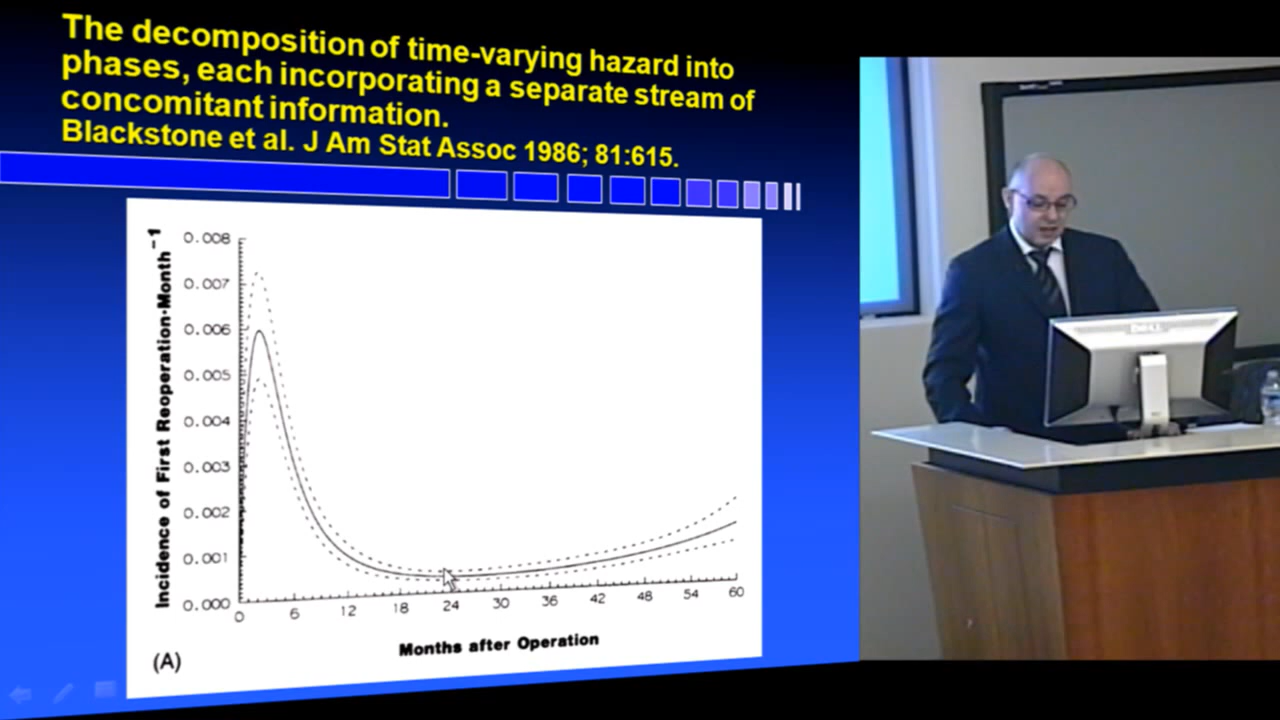 The decomposition of time-varying hazard into
phases, each incorporating a separate stream of
concomitant information.
Blackstone et al. J Am Stat Assoc 1986; 81:615.
Incidence of First Reoperation·Month⁻¹
0.008
0.007
0.006
0.005
0.004
0.003
0.002
0.001
0.000
0 6 12 18 24 30 36 42 48 54 60
Months after Operation
(A)
DELL